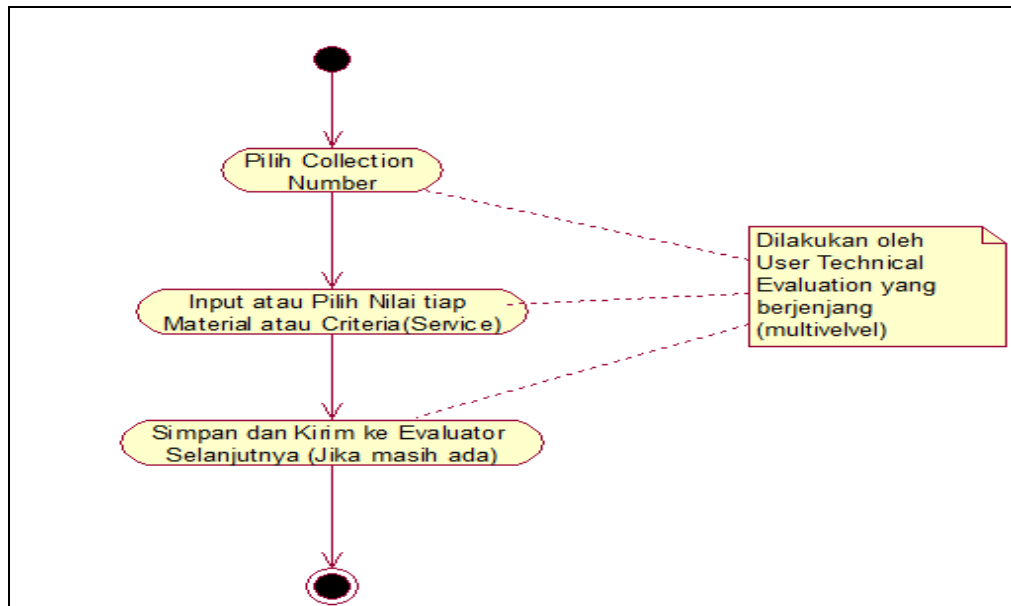 Pilih Collection
Number
Input atau Pilih Nilai tiap
Material atau Criteria(Service)
Simpan dan Kirim ke Evaluator
Selanjutnya (Jika masih ada)
Dilakukan oleh
User Technical
Evaluation yang
berjenjang
(multivelvel)